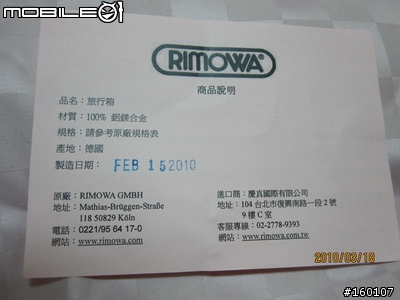 MOBILE01
RIMOWA®
商品說明
品名：旅行箱
材質：100% 鋁鎂合金
規格：請參考原廠規格表
產地：德國
製造日期： FEB 15 2010
原廠：RIMOWA GMBH
地址：Mathias-Brüggen-Straße
118 50829 Köln
電話：0221/95 64 17-0
網站：www.rimowa.com
進口商：慶真國際有限公司
地址：104 台北市復興南路一段 2 號
9 樓 C 室
客服專線：02-2778-9393
網站：www.rimowa.com.tw
2010/03/18
#160107